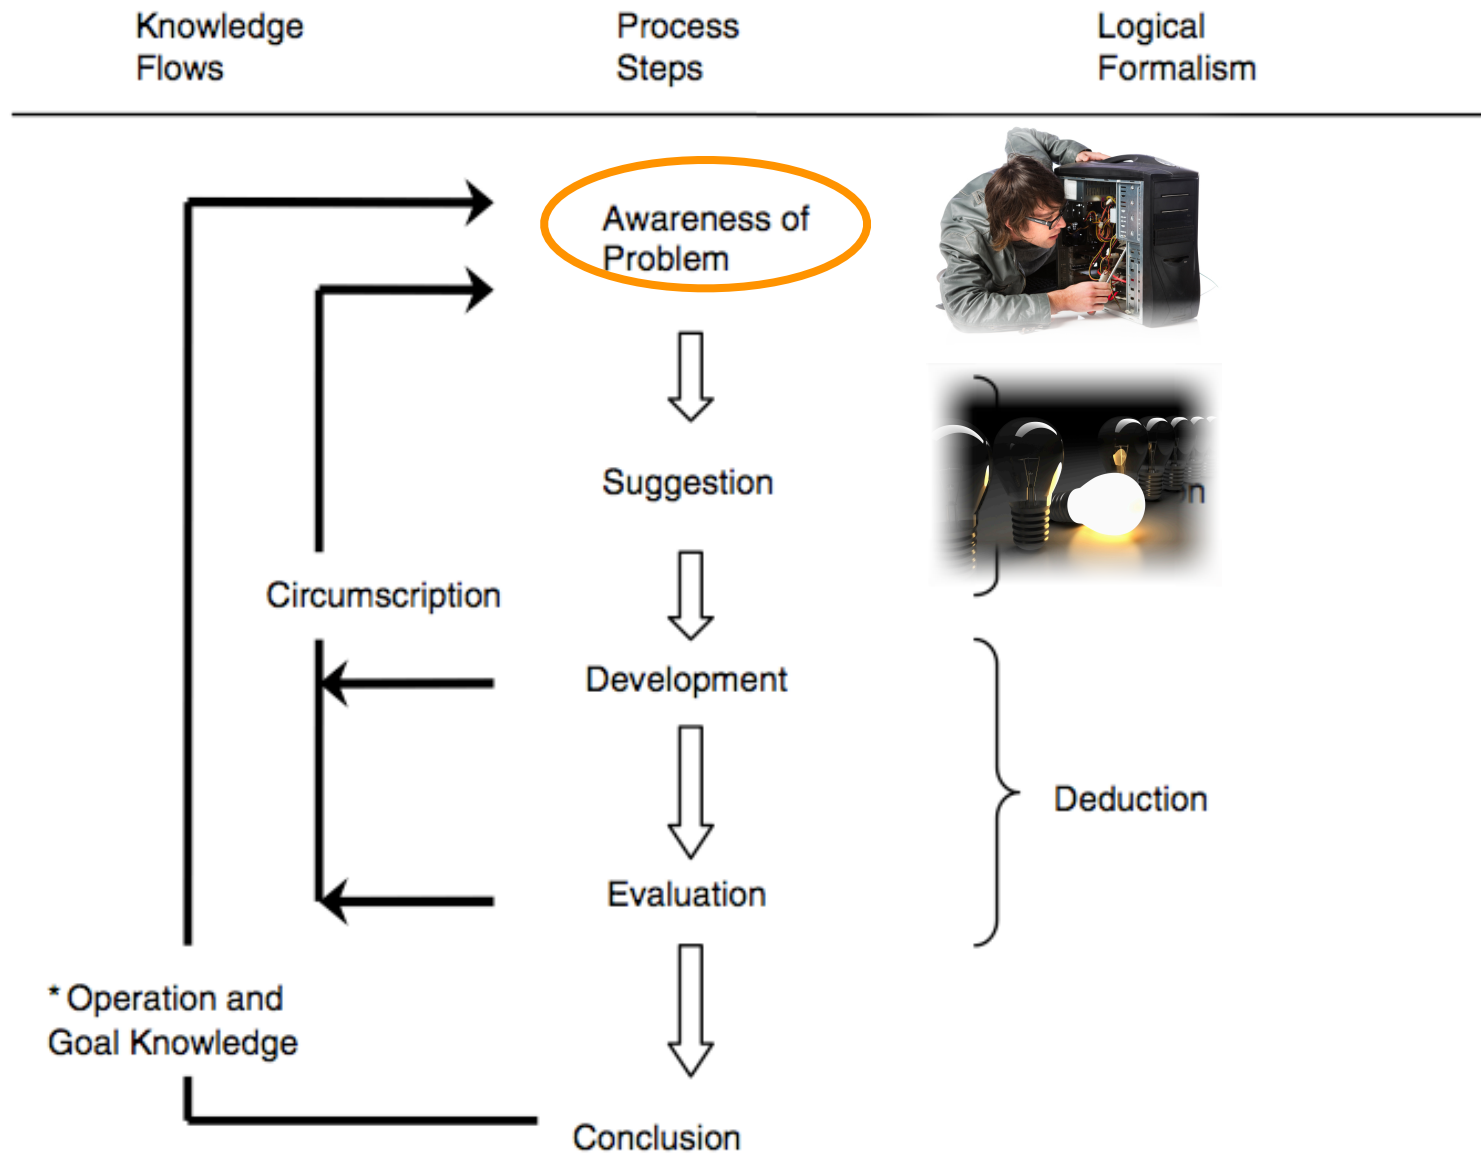 Knowledge
Flows
Process
Steps
Logical
Formalism
Awareness of
Problem
Suggestion
Circumscription
Development
Deduction
Evaluation
* Operation and
Goal Knowledge
Conclusion